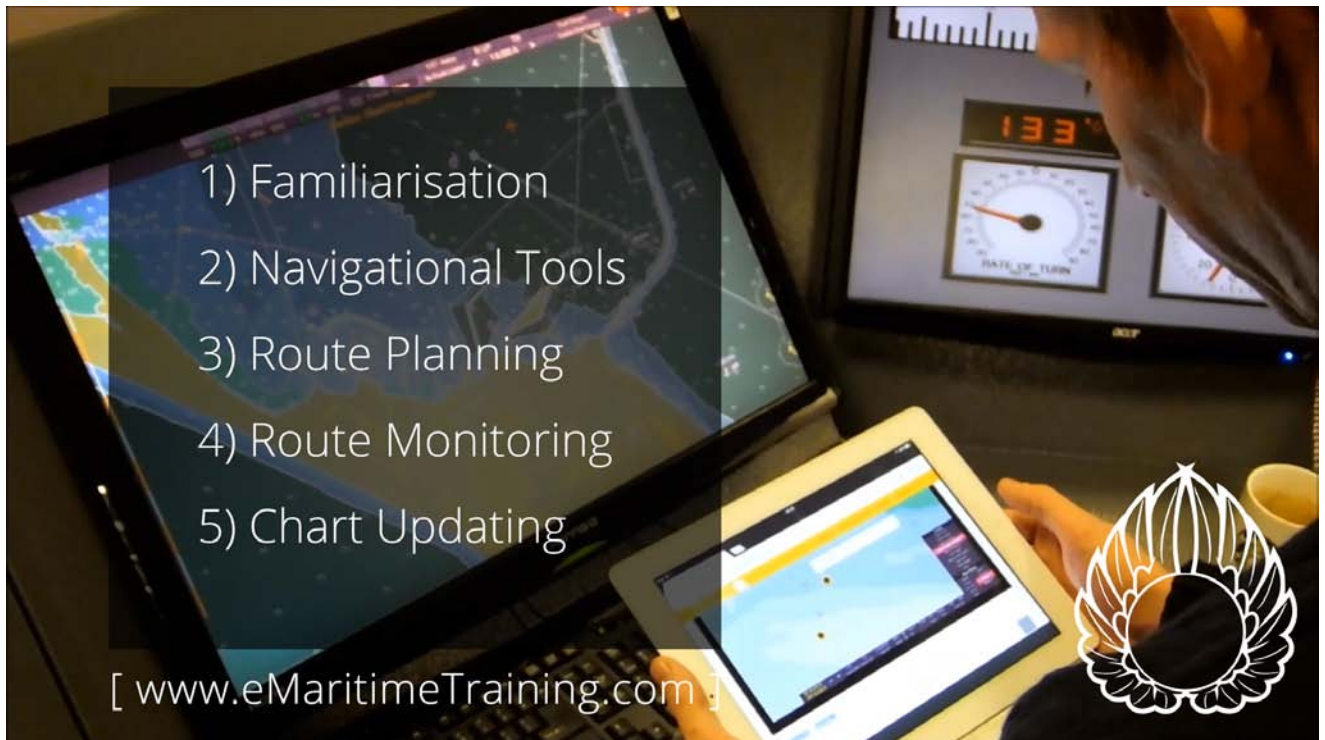 1) Familiarisation
2) Navigational Tools
3) Route Planning
4) Route Monitoring
5) Chart Updating
[ www.eMaritimeTraining.com ]
133
RATE OF TURN
acer
20